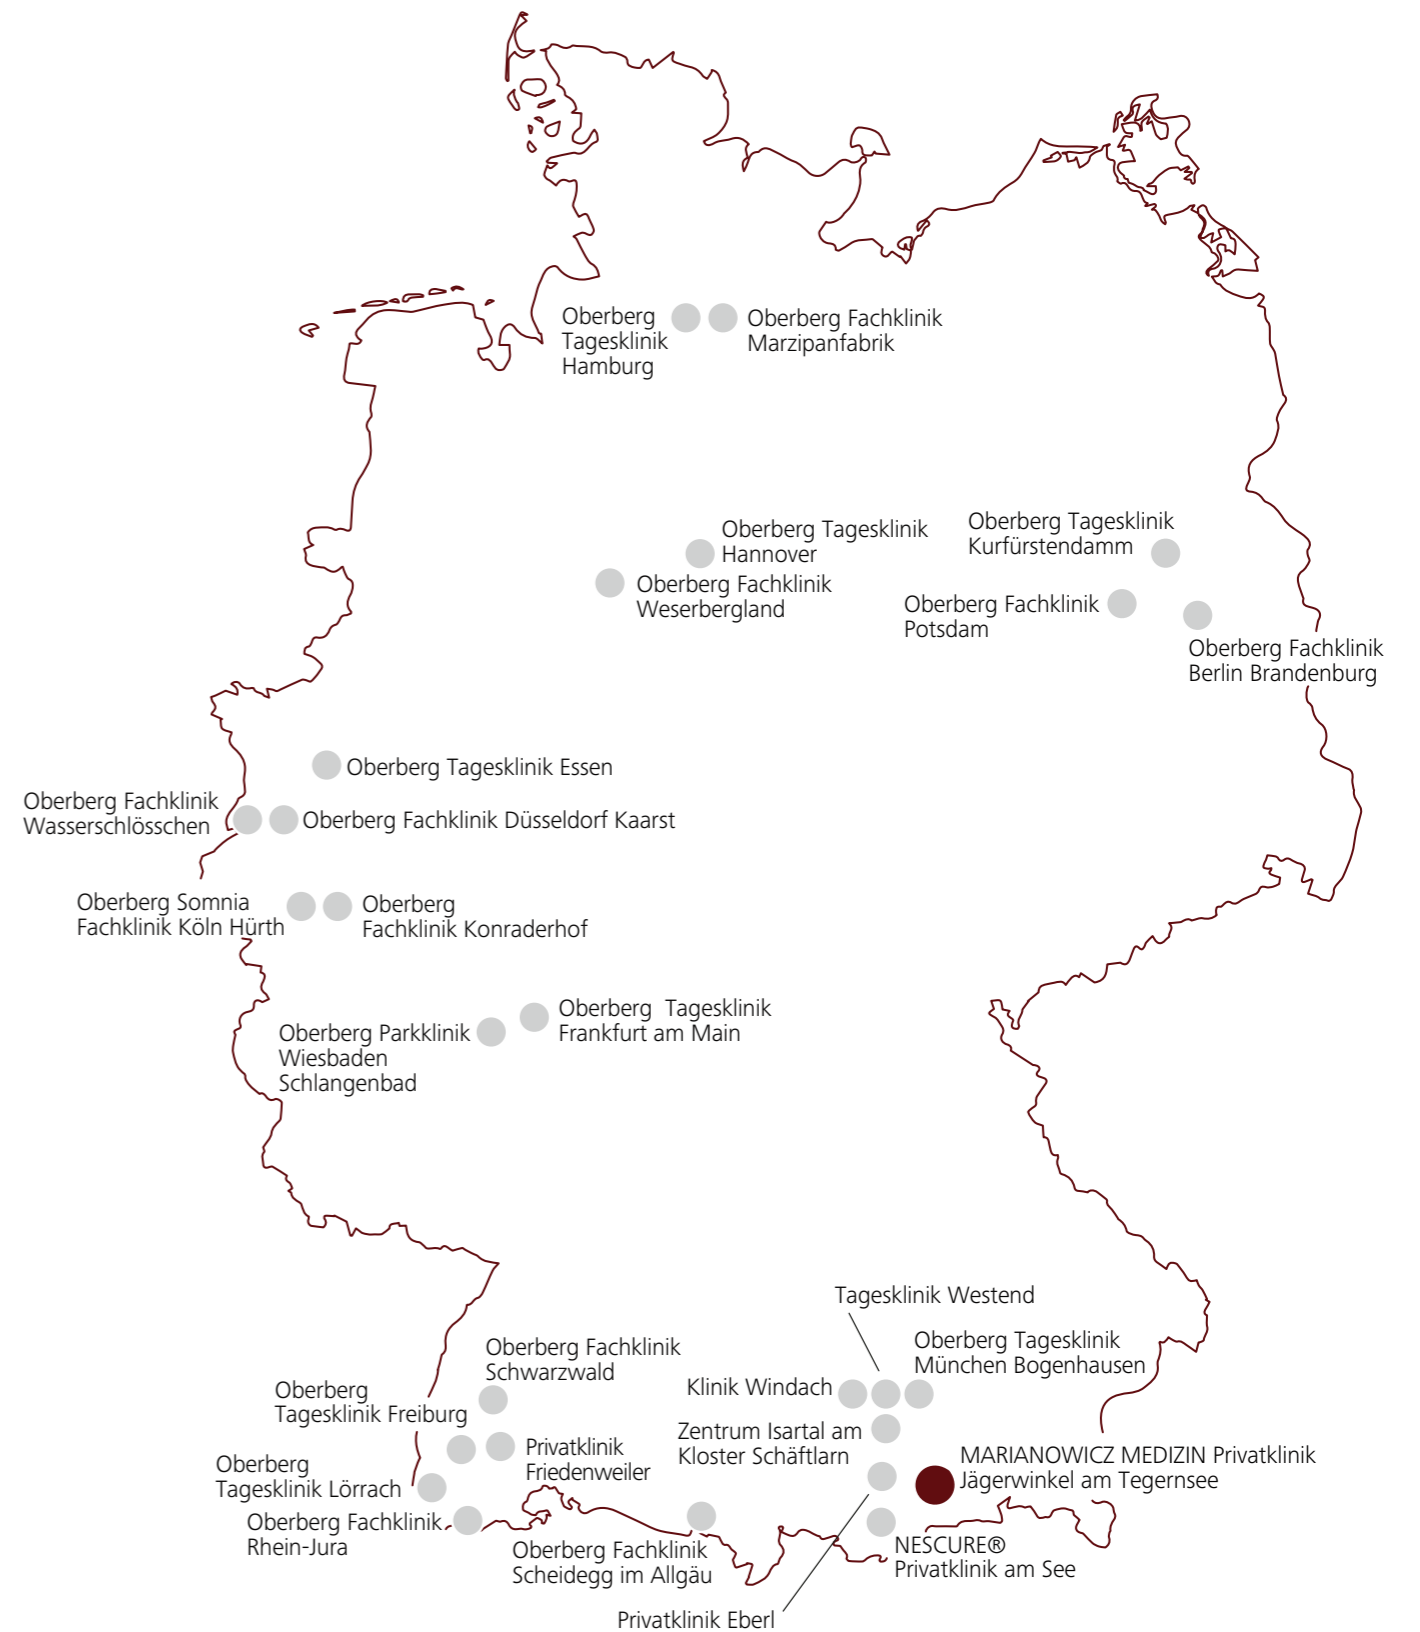 Oberberg
Tagesklinik
Hamburg
Oberberg Fachklinik
Marzipanfabrik
Oberberg Tagesklinik
Hannover
Oberberg Fachklinik
Weserbergland
Oberberg Tagesklinik
Kurfürstendamm
Oberberg Fachklinik
Potsdam
Oberberg Fachklinik
Berlin Brandenburg
Oberberg Tagesklinik Essen
Oberberg Fachklinik
Wasserschlösschen
Oberberg Fachklinik Düsseldorf Kaarst
Oberberg Somnia
Fachklinik Köln Hürth
Oberberg
Fachklinik Konraderhof
Oberberg Tagesklinik
Frankfurt am Main
Oberberg Parkklinik
Wiesbaden
Schlangenbad
Tagesklinik Westend
Oberberg Tagesklinik
München Bogenhausen
Oberberg Fachklinik
Schwarzwald
Klinik Windach
Oberberg
Tagesklinik Freiburg
Zentrum Isartal am
Kloster Schäftlarn
Privatklinik
Friedenweiler
MARIANOWICZ MEDIZIN Privatklinik
Jägerwinkel am Tegernsee
Oberberg
Tagesklinik Lörrach
Oberberg Fachklinik
Rhein-Jura
Oberberg Fachklinik
Scheidegg im Allgäu
NESCURE®
Privatklinik am See
Privatklinik Eberl